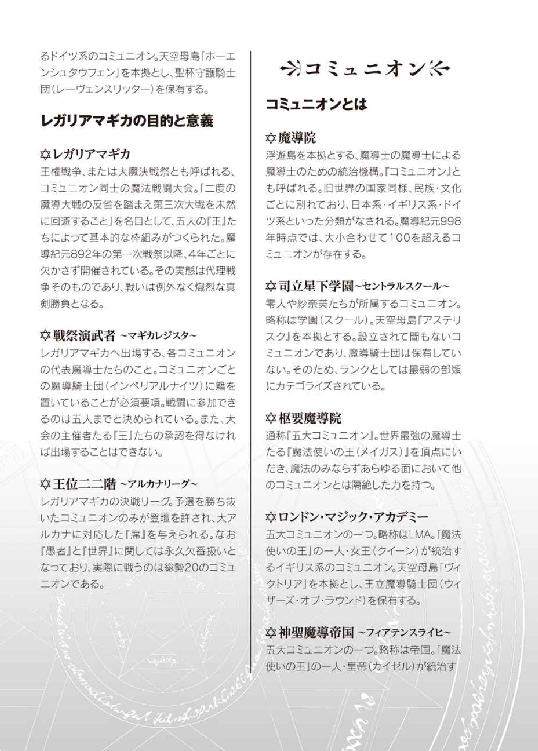 コミュニオン
コミュニオンとは
✡魔導院
浮遊島を本拠とする、魔導士の魔導士による
魔導士のための統治機構。『コミュニオン』と
も呼ばれる。旧世界の国家同様、民族・文化
ごとに別れており、日本系・イギリス系・ドイ
ツ系といった分類がなされる。魔導紀元998
年時点では、大小合わせて100を超えるコ
ミュニオンが存在する。
✡司立星下学園～セントラルスクール～
零人や紗奈美たちが所属するコミュニオン。
略称は学園(スクール)。天空母島『アステリ
スク』を本拠とする。設立されて間もないコ
ミュニオンであり、魔導騎士団は保有してい
ない。そのため、ランクとしては最弱の部類
にカテゴライズされている。
✡枢要魔導院
通称『五大コミュニオン』。世界最強の魔導士
たる『魔法使いの王(メイガス)』を頂点にい
だき、魔法のみならずあらゆる面において他
のコミュニオンとは隔絶した力を持つ。
✡ロンドン・マジック・アカデミー
五大コミュニオンの一つ。略称はLMA。『魔法
使いの王』の一人・女王(クイーン)が統治す
るイギリス系のコミュニオン。天空母島『ヴィ
クトリア』を本拠とし、王立魔導騎士団(ウィ
ザーズ・オブ・ラウンド)を保有する。
✡神聖魔導帝国 ～フィアテンスライヒ～
五大コミュニオンの一つ。略称は帝国。『魔法
使いの王』の一人・皇帝(カイゼル)が統治す
るドイツ系のコミュニオン。天空母島『ホーエ
ンシュタウフェン』を本拠とし、聖杯守護騎士
団(レーヴェンスリッター)を保有する。
レガリアマギカの目的と意義
✡レガリアマギカ
王権戦争、または大魔決戦祭とも呼ばれる、
コミュニオン同士の魔法戦闘大会。『二度の
魔導大戦の反省を踏まえ第三次大戦を未然
に回避すること』を名目として、五人の『王』た
ちによって基本的な枠組みがつくられた。魔
導紀元892年の第一次戦祭以降、4年ごとに
欠かさず開催されている。その実態は代理戦
争そのものであり、戦いは例外なく熾烈な真
剣勝負となる。
✡戦祭演武者 ～マギカレジスタ～
レガリアマギカへ出場する、各コミュニオン
の代表魔導士たちのこと。コミュニオンごと
の魔導騎士団(インペリアルナイツ)に籍を
置いていることが必須要項。戦闘に参加でき
るのは五人までと決められている。また、大
会の主催者たる『王』たちの承認を得なけれ
ば出場することはできない。
✡王位二二階 ～アルカナリーグ～
レガリアマギカの決戦リーグ。予選を勝ち抜
いたコミュニオンのみが登壇を許され、大ア
ルカナに対応した『席』を与えられる。なお
『愚者』と『世界』に関しては永久欠番扱いと
なっており、実際に戦うのは総勢20のコミュ
ニオンである。